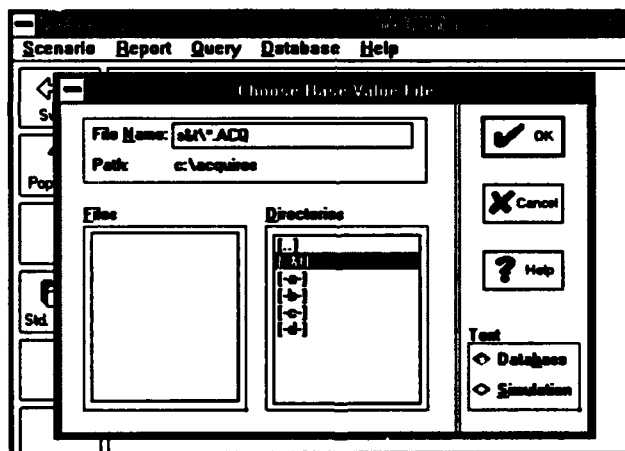 Scenario Report Query Database Help
Choose Base Value File
File Name: s&t\*.ACQ
Path: c:\acquires
OK
Cancel
Help
Files
Directories
[..]
[-a-]
[-b-]
[-c-]
[-d-]
Text
Database
Simulation
Std.